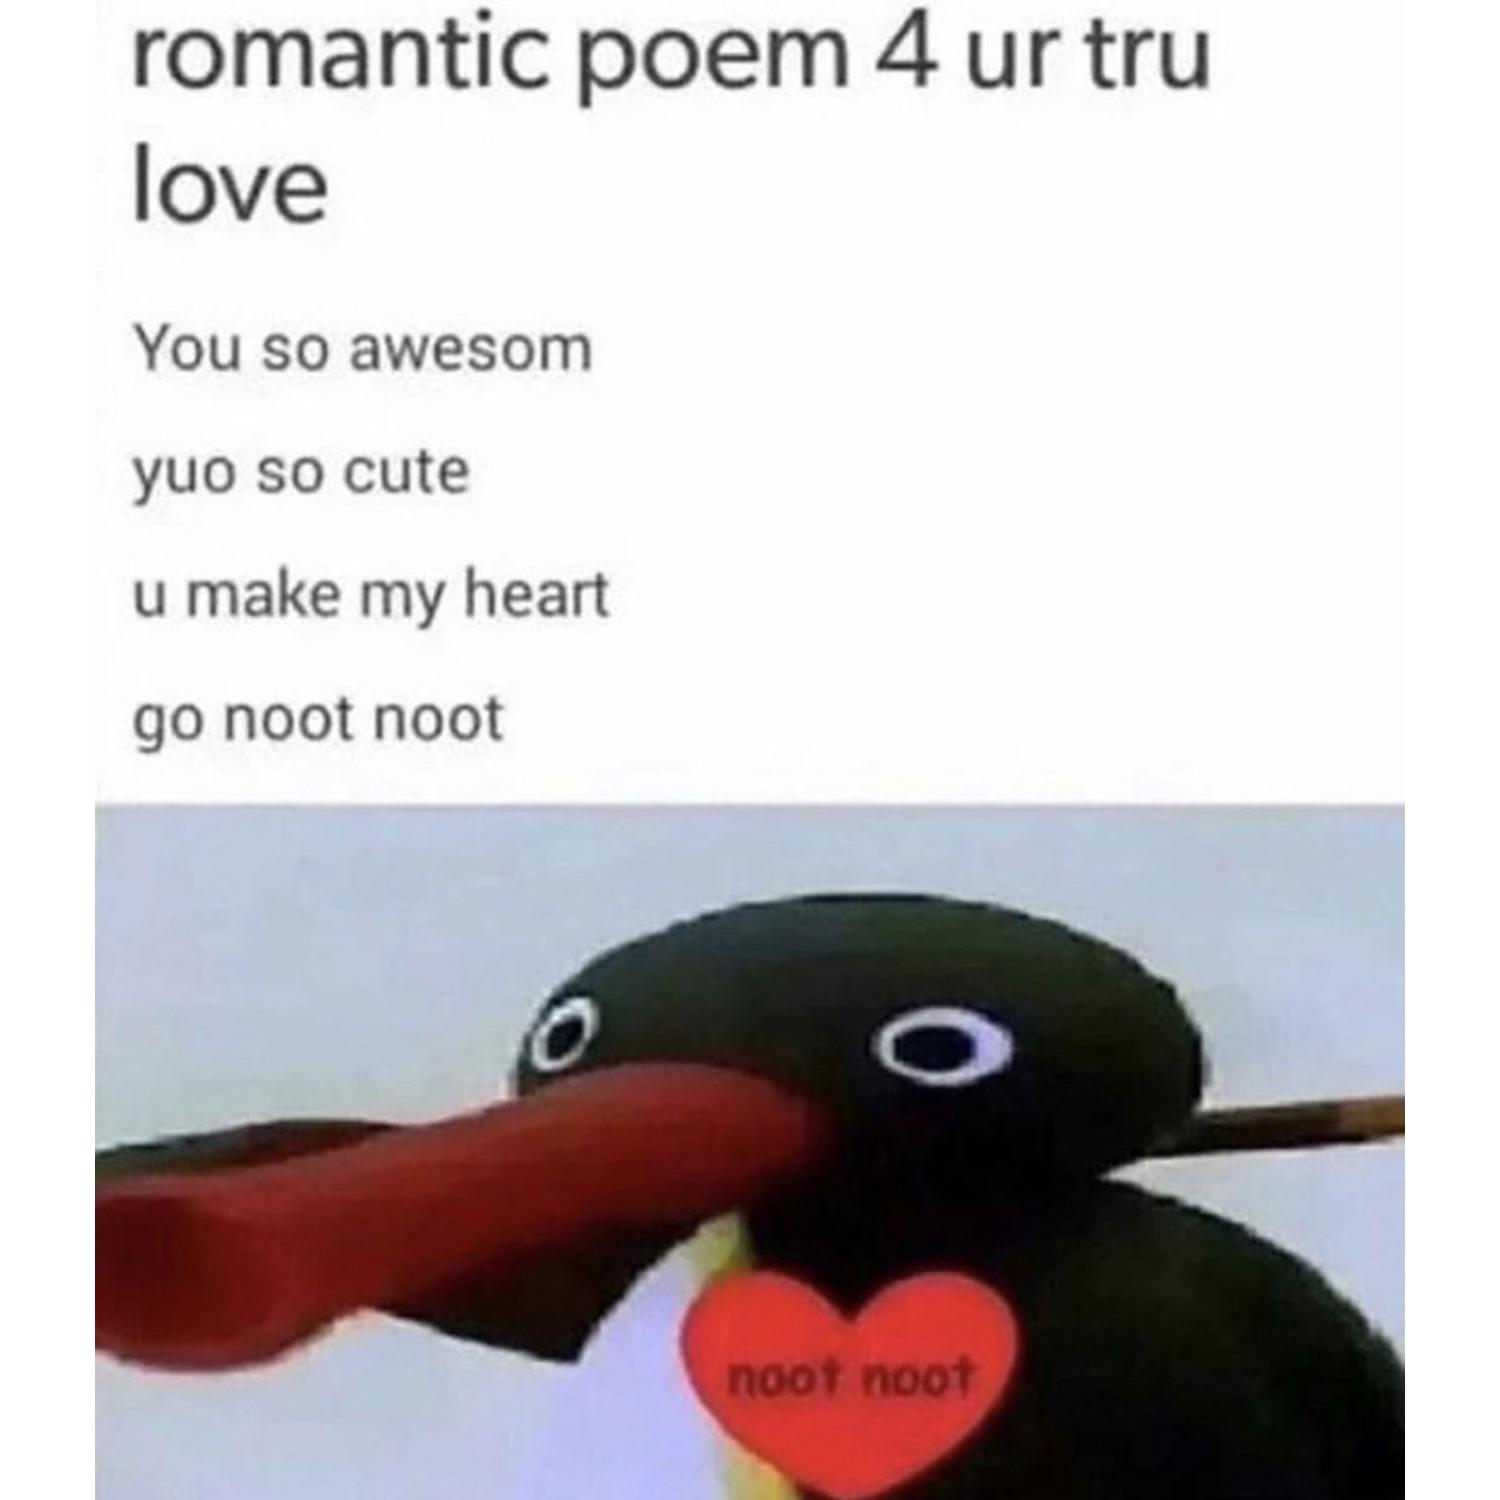 romantic poem 4 ur tru
love
You so awesom
yuo so cute
u make my heart
go noot noot
noot noot